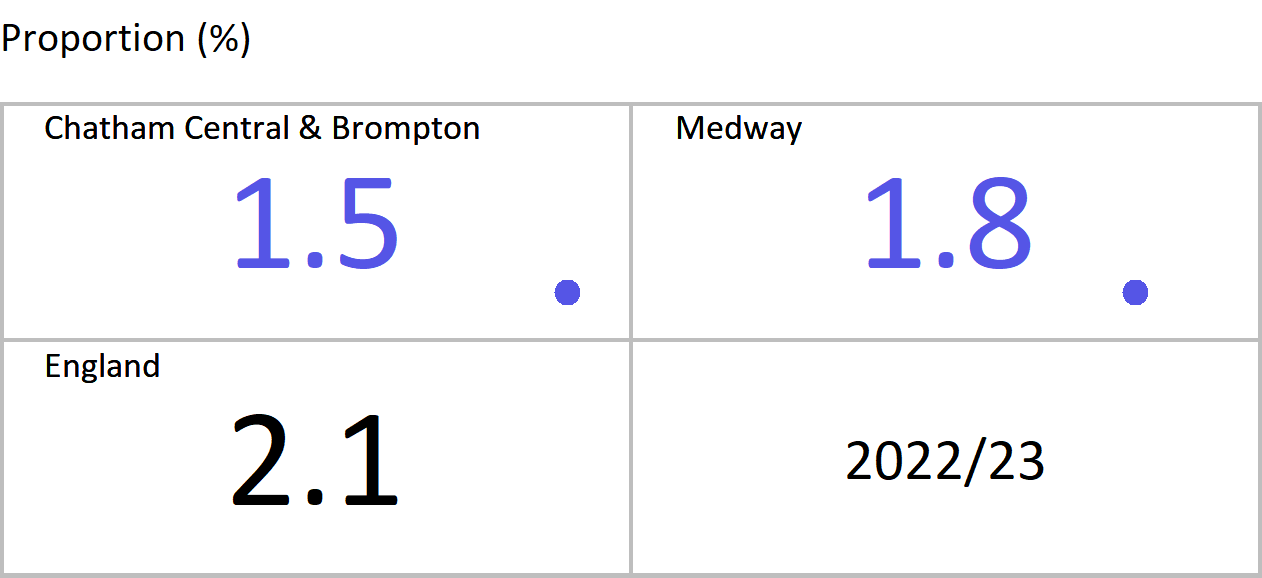 Proportion (%)
Chatham Central & Brompton
1.5
Medway
1.8
England
2.1
2022/23